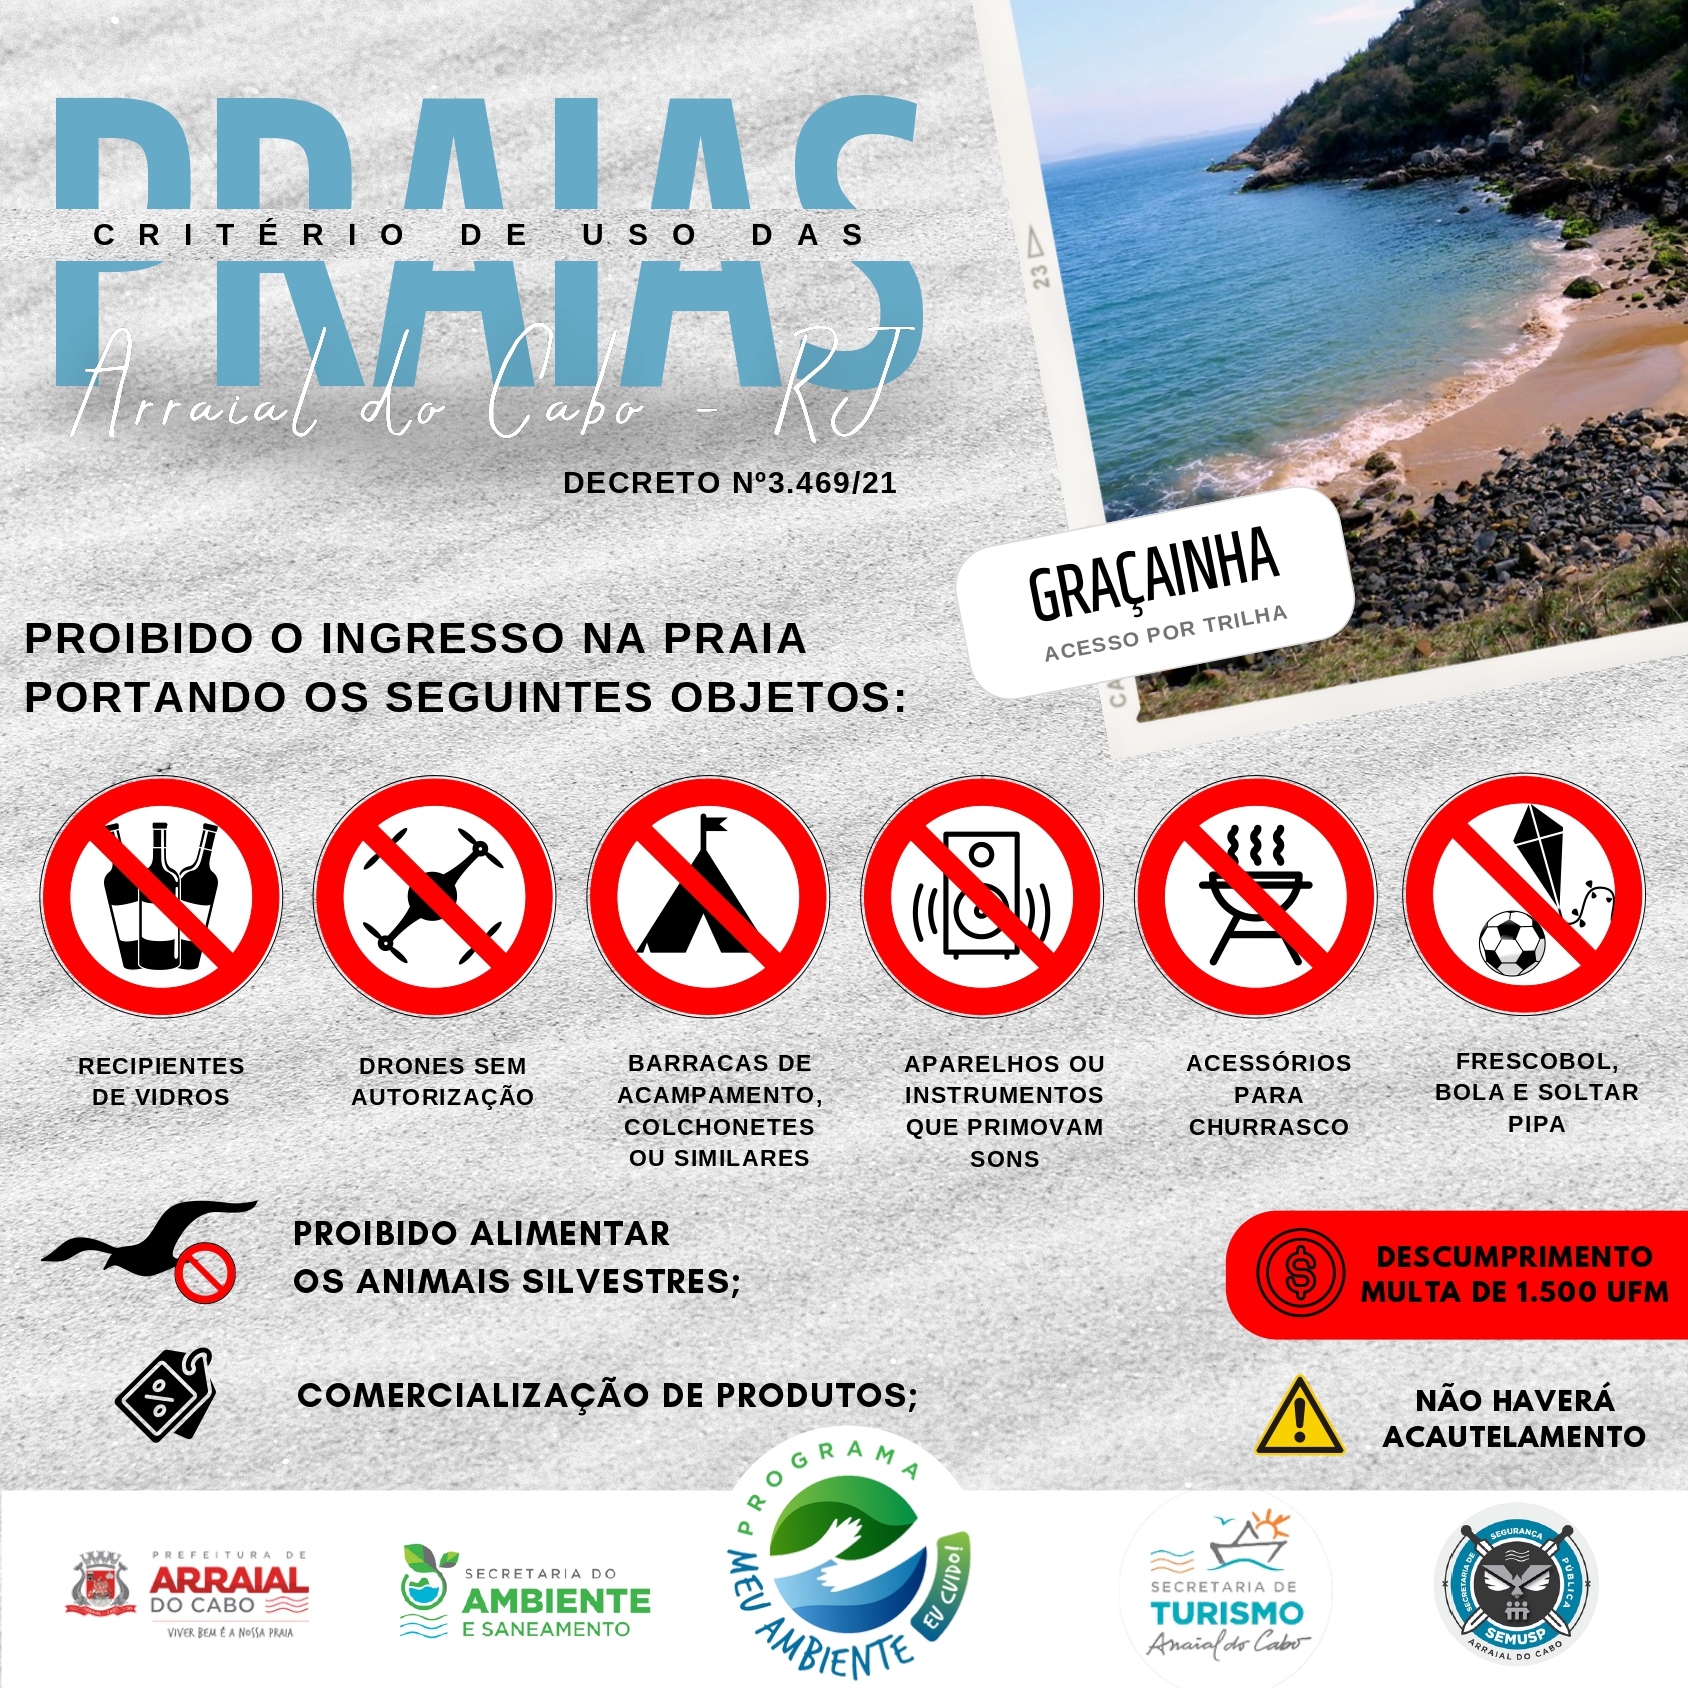 PRAIAS
CRITÉRIO DE USO DAS
Arraial do Cabo - RJ
DECRETO Nº3.469/21
23
GRAÇAINHA
ACESSO POR TRILHA
CA
PROIBIDO O INGRESSO NA PRAIA
PORTANDO OS SEGUINTES OBJETOS:
RECIPIENTES
DE VIDROS
DRONES SEM
AUTORIZAÇÃO
BARRACAS DE
ACAMPAMENTO,
COLCHONETES
OU SIMILARES
APARELHOS OU
INSTRUMENTOS
QUE PRIMOVAM
SONS
ACESSÓRIOS
PARA
CHURRASCO
FRESCOBOL,
BOLA E SOLTAR
PIPA
PROIBIDO ALIMENTAR
OS ANIMAIS SILVESTRES;
DESCUMPRIMENTO
MULTA DE 1.500 UFM
COMERCIALIZAÇÃO DE PRODUTOS;
NÃO HAVERÁ
ACAUTELAMENTO
PREFEITURA DE
ARRAIAL
DO CABO
VIVER BEM É A NOSSA PRAIA
SECRETARIA DO
AMBIENTE
E SANEAMENTO
PROGRAMA
MEU AMBIENTE
EU CUIDO!
SECRETARIA DE
TURISMO
Arraial do Cabo
SECRETARIA DE SEGURANÇA PÚBLICA
SEMUSP
ARRAIAL DO CABO